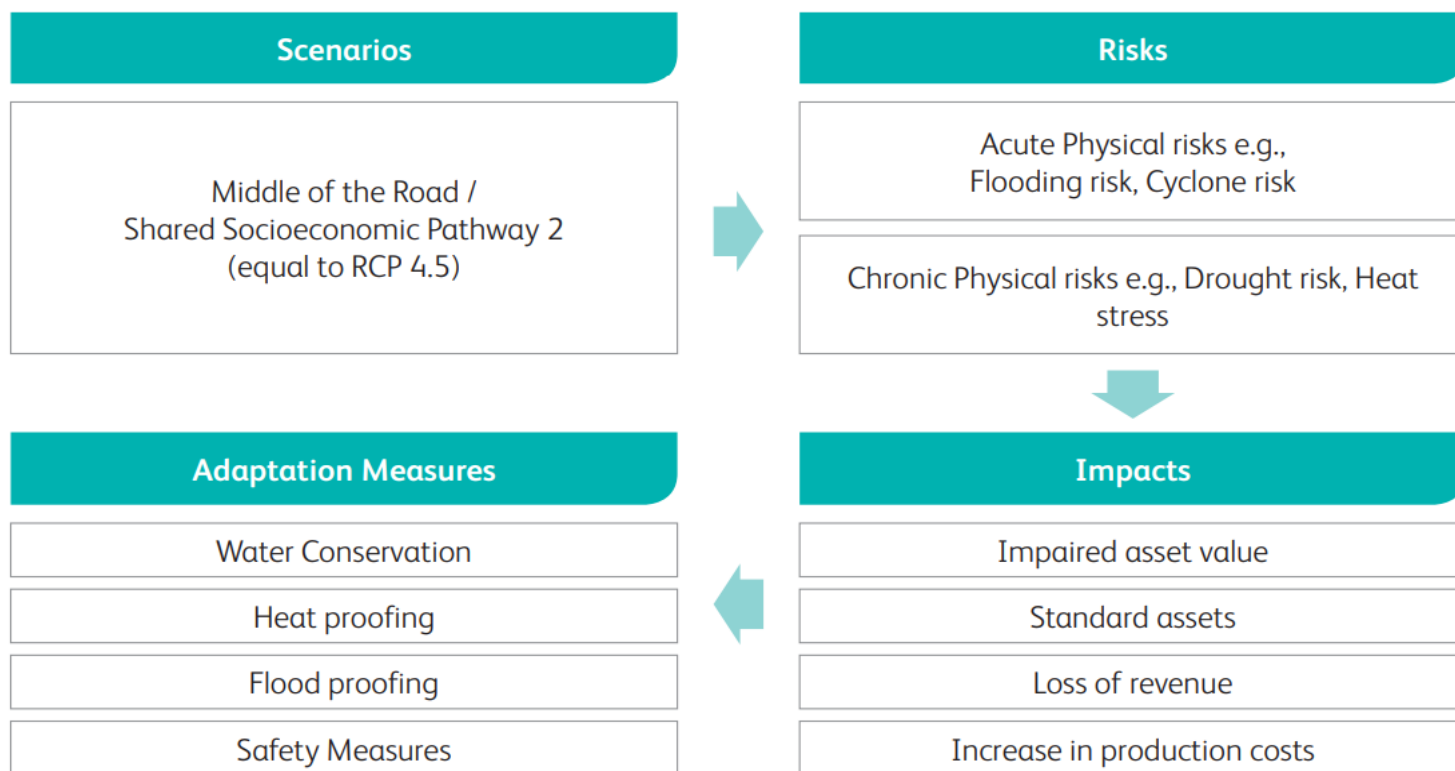 Scenarios
Middle of the Road /
Shared Socioeconomic Pathway 2
(equal to RCP 4.5)
Risks
Acute Physical risks e.g.,
Flooding risk, Cyclone risk
Chronic Physical risks e.g., Drought risk, Heat
stress
Impacts
Impaired asset value
Standard assets
Loss of revenue
Increase in production costs
Adaptation Measures
Water Conservation
Heat proofing
Flood proofing
Safety Measures